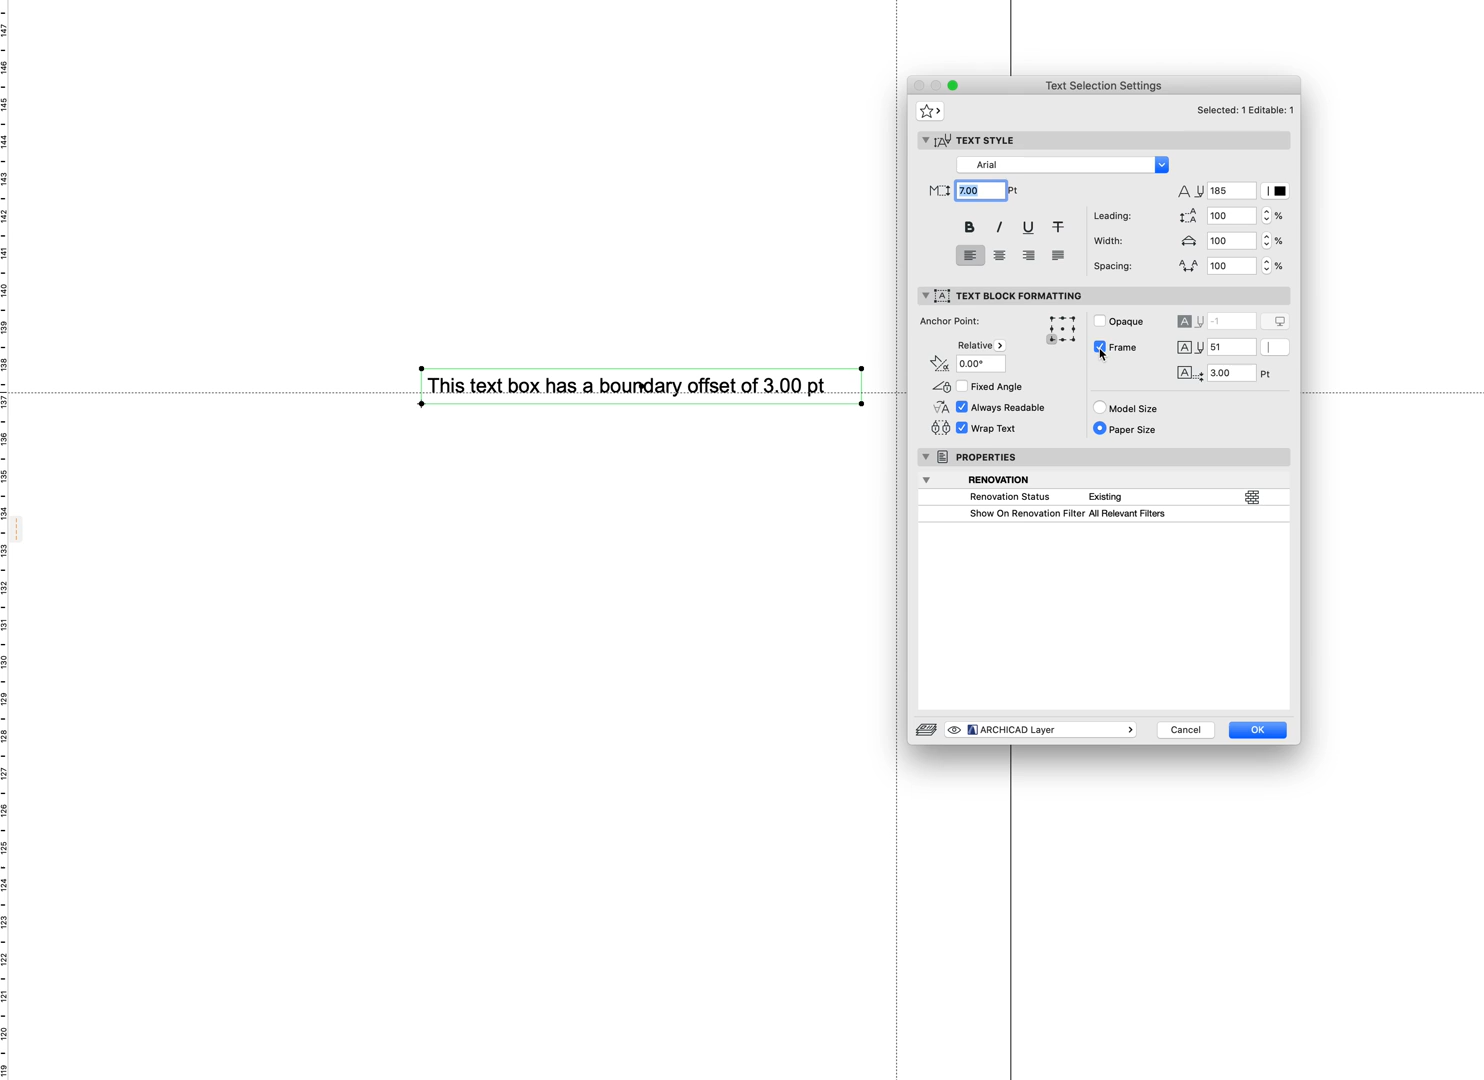 Text Selection Settings
Selected: 1 Editable: 1
TEXT STYLE
Arial
7.00 Pt
185
B I U T
Leading: 100 %
Width: 100 %
Spacing: 100 %
TEXT BLOCK FORMATTING
Anchor Point:
Opaque -1
Relative
Frame 51
0.00°
3.00 Pt
Fixed Angle
Always Readable
Model Size
Wrap Text
Paper Size
PROPERTIES
RENOVATION
Renovation Status Existing
Show On Renovation Filter All Relevant Filters
ARCHICAD Layer
Cancel
OK
This text box has a boundary offset of 3.00 pt
147
146
145
144
143
142
141
140
139
138
137
136
135
134
133
132
131
130
129
128
127
126
125
124
123
122
121
120
119